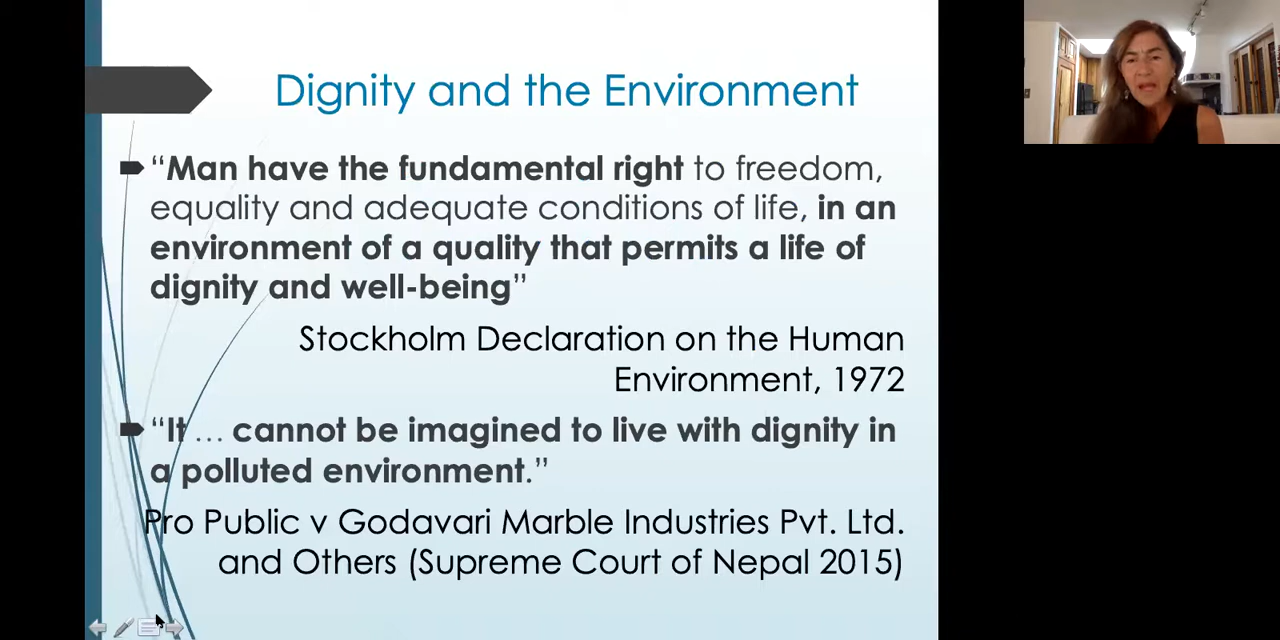 Dignity and the Environment
“Man have the fundamental right to freedom,
equality and adequate conditions of life, in an
environment of a quality that permits a life of
dignity and well-being”
Stockholm Declaration on the Human
Environment, 1972
“It … cannot be imagined to live with dignity in
a polluted environment.”
Pro Public v Godavari Marble Industries Pvt. Ltd.
and Others (Supreme Court of Nepal 2015)